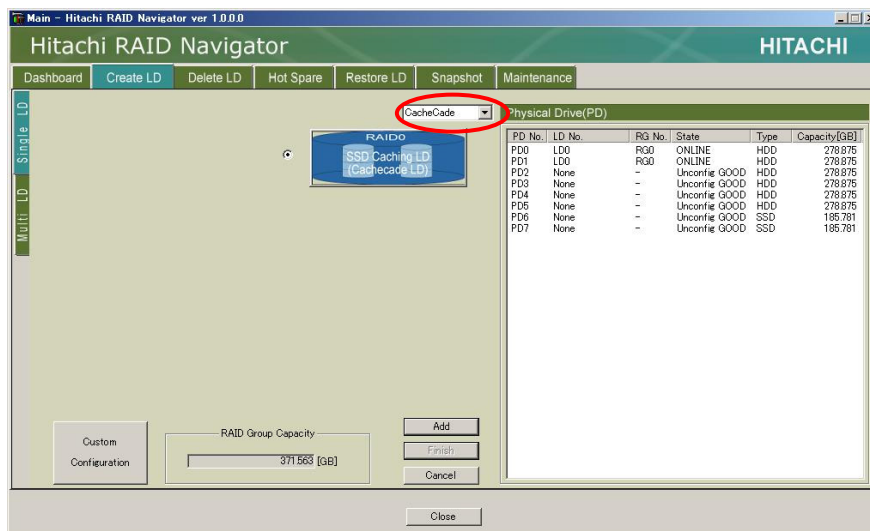 Main - Hitachi RAID Navigator ver 1.0.0.0
Hitachi RAID Navigator
HITACHI
Dashboard Create LD Delete LD Hot Spare Restore LD Snapshot Maintenance
Single LD
Multi LD
CacheCade
RAID0
SSD Caching LD
(Cachecade LD)
Physical Drive(PD)
PD No. LD No. RG No. State Type Capacity[GB]
PD0 LD0 RG0 ONLINE HDD 278.875
PD1 LD0 RG0 ONLINE HDD 278.875
PD2 None - Unconfig GOOD HDD 278.875
PD3 None - Unconfig GOOD HDD 278.875
PD4 None - Unconfig GOOD HDD 278.875
PD5 None - Unconfig GOOD HDD 278.875
PD6 None - Unconfig GOOD SSD 185.781
PD7 None - Unconfig GOOD SSD 185.781
Custom
Configuration
RAID Group Capacity
371.563 [GB]
Add
Finish
Cancel
Close